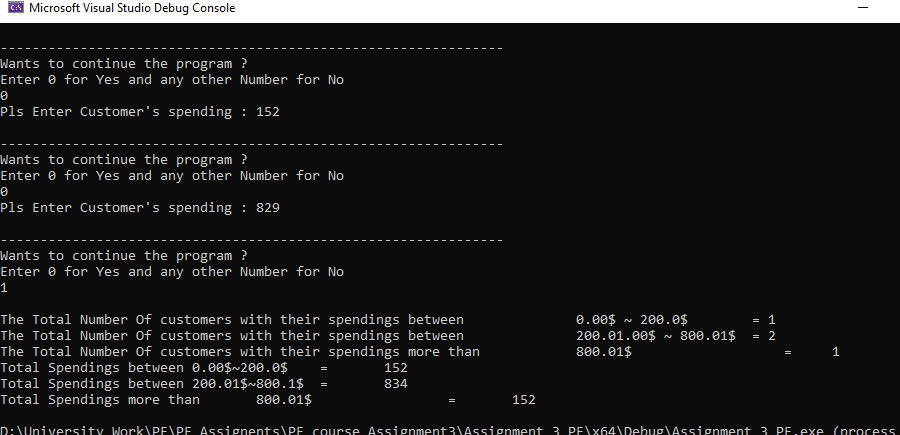 Microsoft Visual Studio Debug Console
---------------------------------------------------------------
Wants to continue the program ?
Enter 0 for Yes and any other Number for No
0
Pls Enter Customer's spending : 152
---------------------------------------------------------------
Wants to continue the program ?
Enter 0 for Yes and any other Number for No
0
Pls Enter Customer's spending : 829
---------------------------------------------------------------
Wants to continue the program ?
Enter 0 for Yes and any other Number for No
1
The Total Number Of customers with their spendings between 0.00$ ~ 200.0$ = 1
The Total Number Of customers with their spendings between 200.01.00$ ~ 800.01$ = 2
The Total Number Of customers with their spendings more than 800.01$ = 1
Total Spendings between 0.00$~200.0$ = 152
Total Spendings between 200.01$~800.1$ = 834
Total Spendings more than 800.01$ = 152
D:\University Work\PF\PF Assignents\PF course Assignment3\Assignment 3 PF\x64\Debug\Assignment 3 PF.exe (process